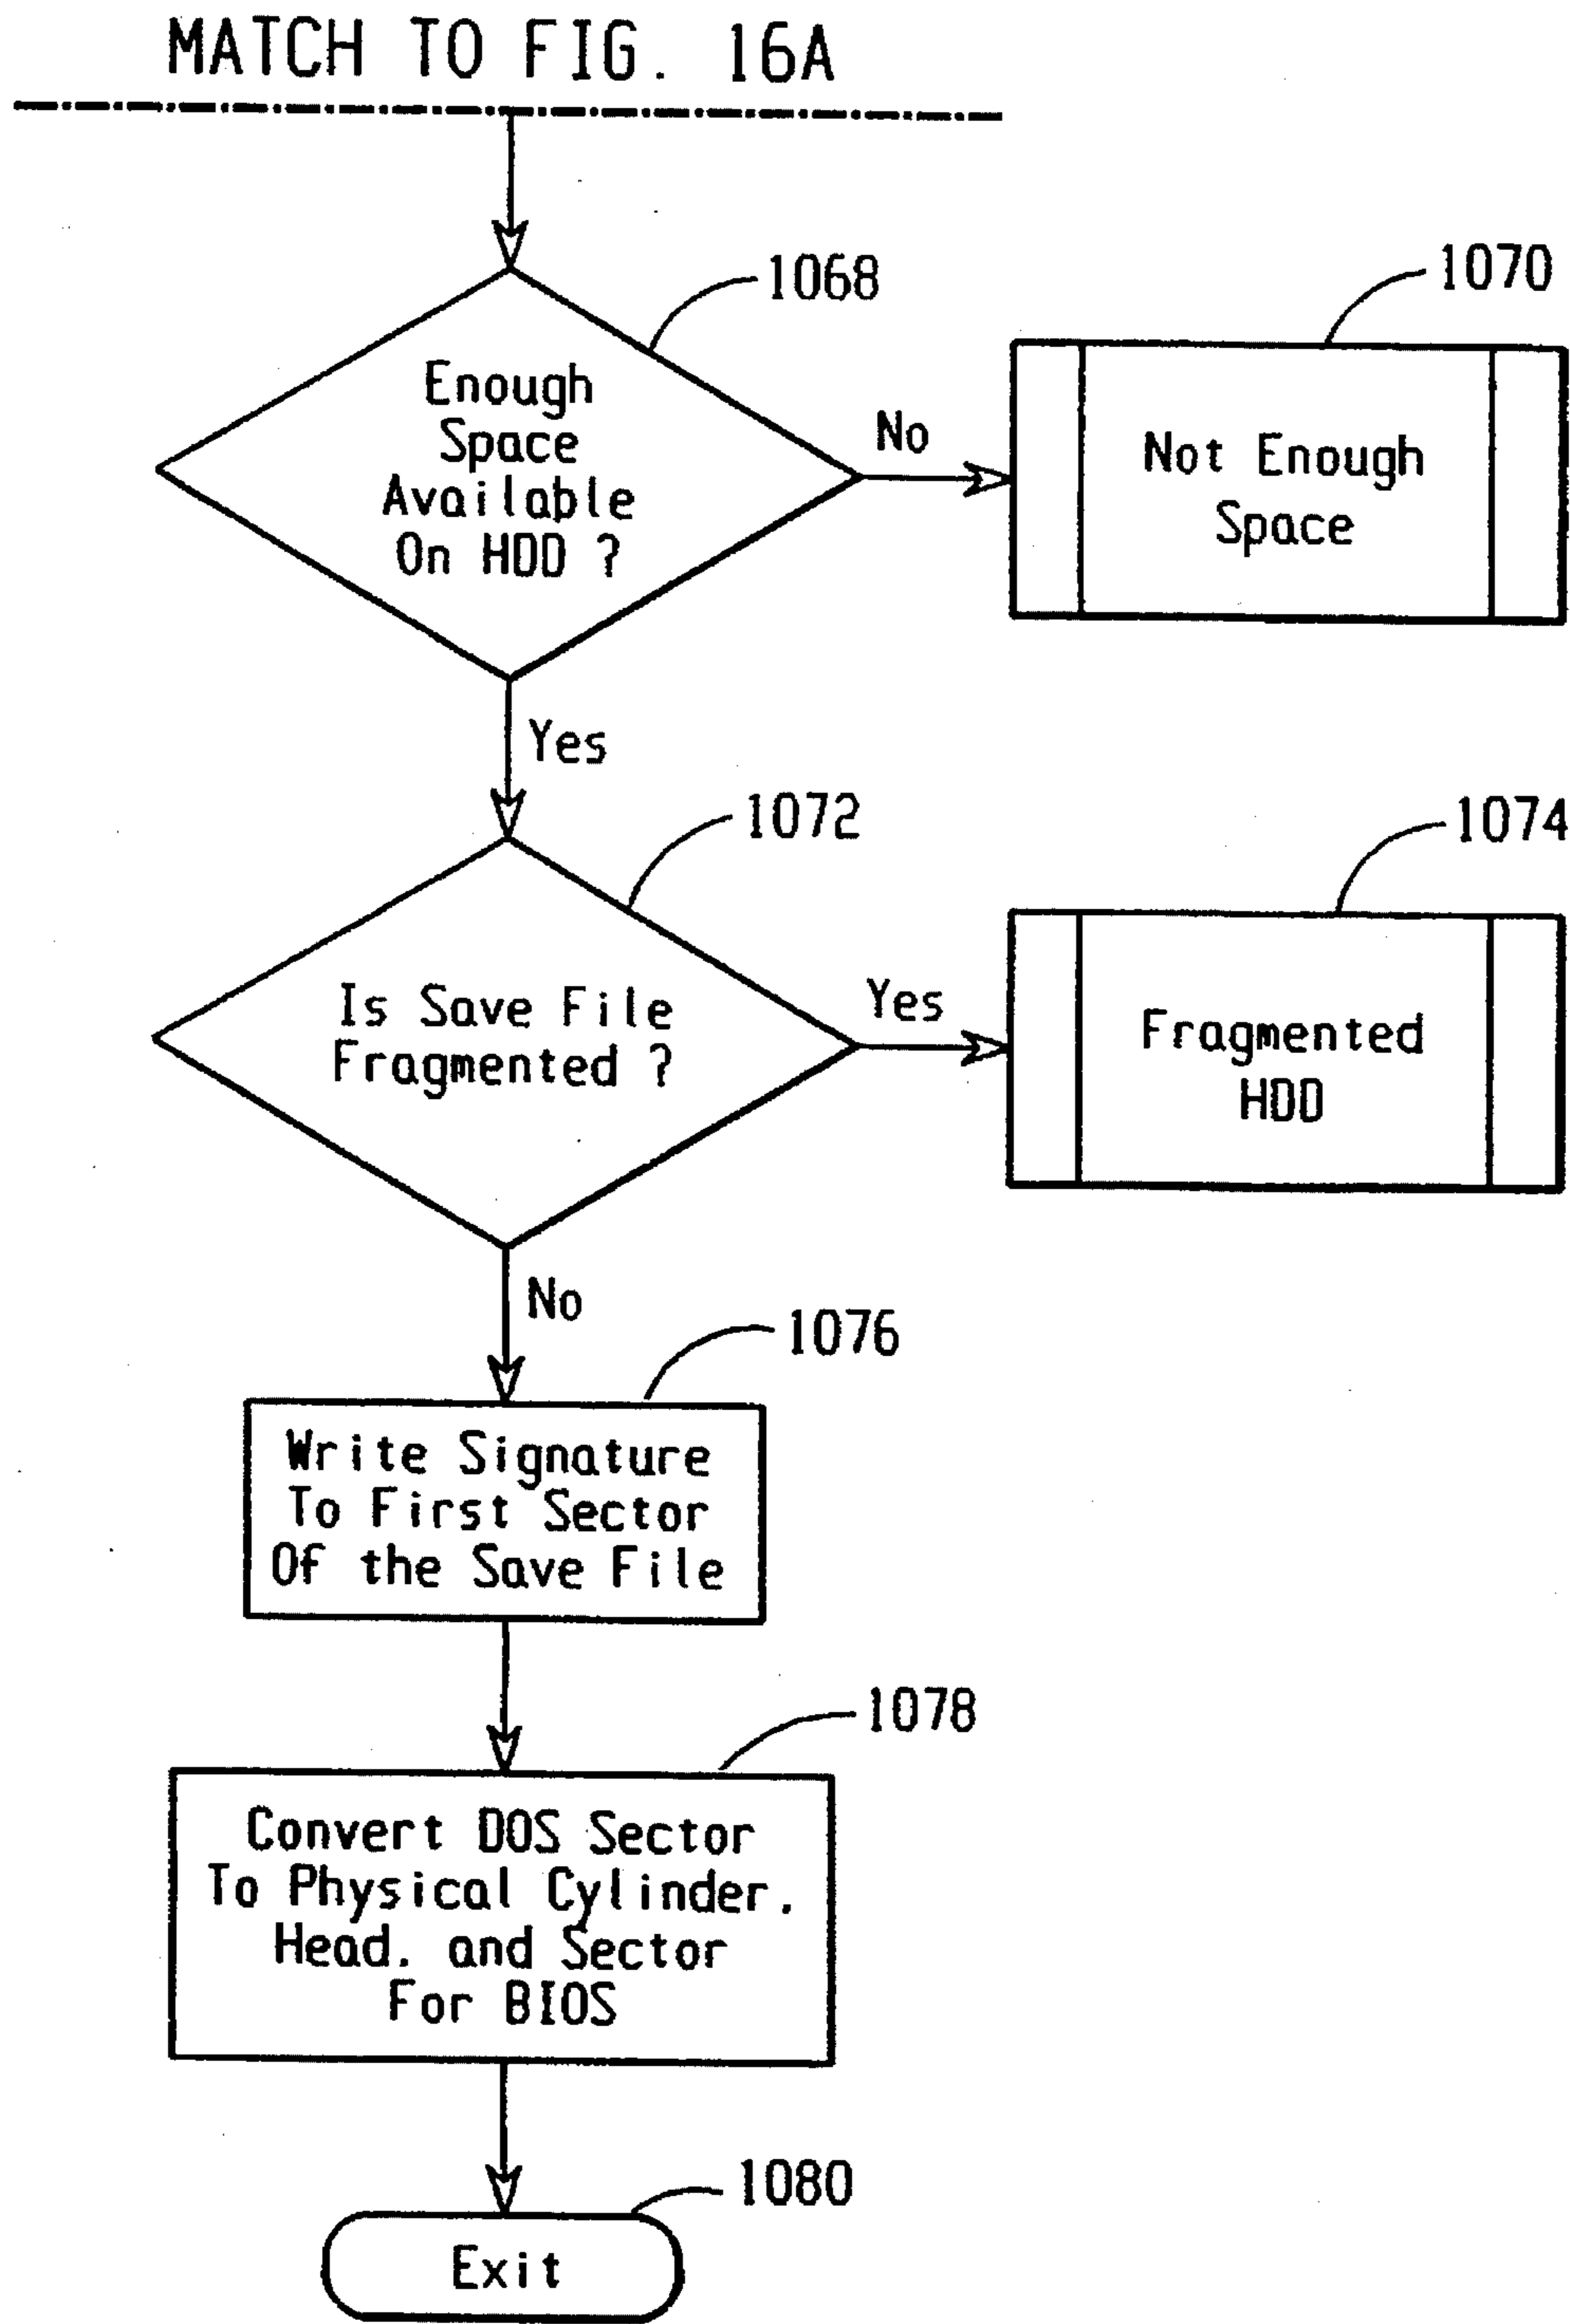 MATCH TO FIG. 16A
1068
Enough
Space
Available
On HDD ?
No
1070
Not Enough
Space
Yes
1072
Is Save File
Fragmented ?
Yes
1074
Fragmented
HDD
No
1076
Write Signature
To First Sector
Of the Save File
1078
Convert DOS Sector
To Physical Cylinder,
Head, and Sector
For BIOS
1080
Exit